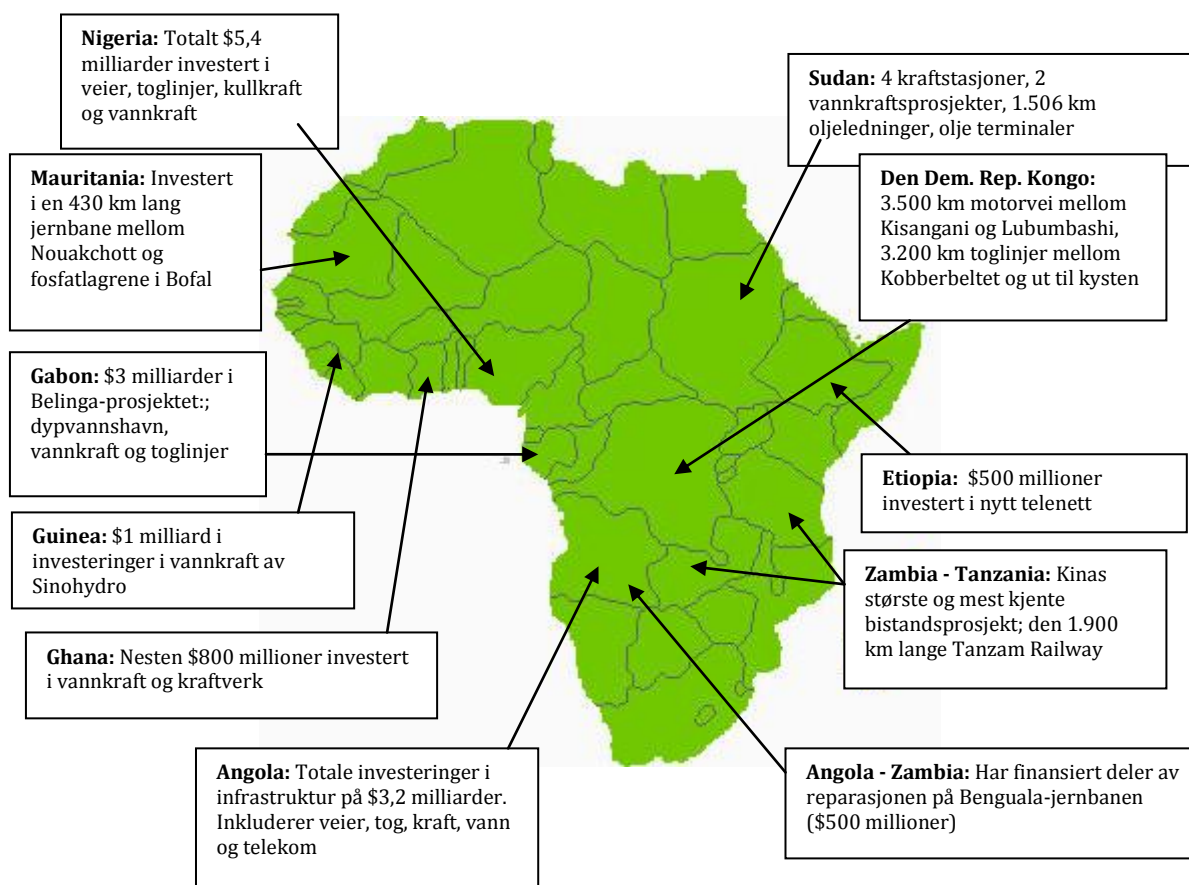 Nigeria: Totalt $5,4
milliarder investert i
veier, toglinjer, kullkraft
og vannkraft
Sudan: 4 kraftstasjoner, 2
vannkraftsprosjekter, 1.506 km
oljeledninger, olje terminaler
Mauritania: Investert
i en 430 km lang
jernbane mellom
Nouakchott og
fosfatlagrene i Bofal
Den Dem. Rep. Kongo:
3.500 km motorvei mellom
Kisangani og Lubumbashi,
3.200 km toglinjer mellom
Kobberbeltet og ut til kysten
Gabon: $3 milliarder i
Belinga-prosjektet:;
dypvannshavn,
vannkraft og toglinjer
Etiopia: $500 millioner
investert i nytt telenett
Guinea: $1 milliard i
investeringer i vannkraft av
Sinohydro
Zambia - Tanzania: Kinas
største og mest kjente
bistandsprosjekt; den 1.900
km lange Tanzam Railway
Ghana: Nesten $800 millioner investert
i vannkraft og kraftverk
Angola: Totale investeringer i
infrastruktur på $3,2 milliarder.
Inkluderer veier, tog, kraft, vann
og telekom
Angola - Zambia: Har finansiert deler av
reparasjonen på Benguala-jernbanen
($500 millioner)